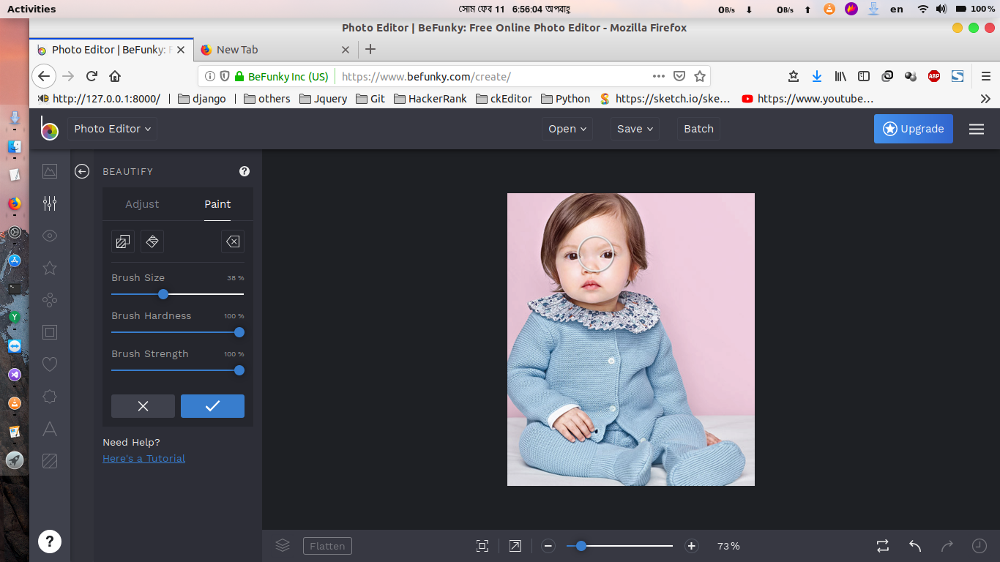 Activities
সোম ফেব 11 6:56:04 অপরাহ্ণ
0B/s
0B/s
en
100 %
Photo Editor | BeFunky: Free Online Photo Editor - Mozilla Firefox
Photo Editor | BeFunky: F
New Tab
BeFunky Inc (US)
https://www.befunky.com/create/
ABP
http://127.0.0.1:8000/
django
others
Jquery
Git
HackerRank
ckEditor
Python
https://sketch.io/ske...
https://www.youtube...
Photo Editor
Open
Save
Batch
Upgrade
BEAUTIFY
?
Adjust
Paint
Brush Size
38 %
Brush Hardness
100 %
Brush Strength
100 %
Need Help?
Here's a Tutorial
?
Flatten
73 %